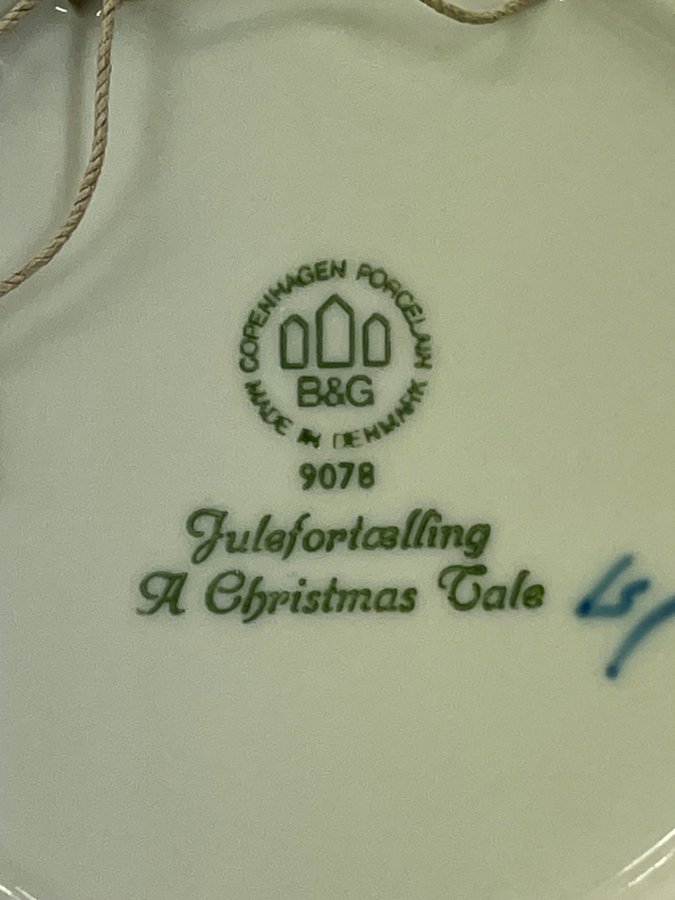 COPENHAGEN PORCELAIN
B&G
MADE IN DENMARK
9078
Julefortælling
A Christmas Tale